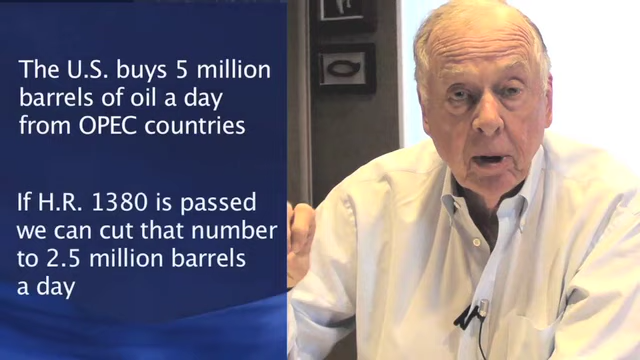 The U.S. buys 5 million
barrels of oil a day
from OPEC countries
If H.R. 1380 is passed
we can cut that number
to 2.5 million barrels
a day